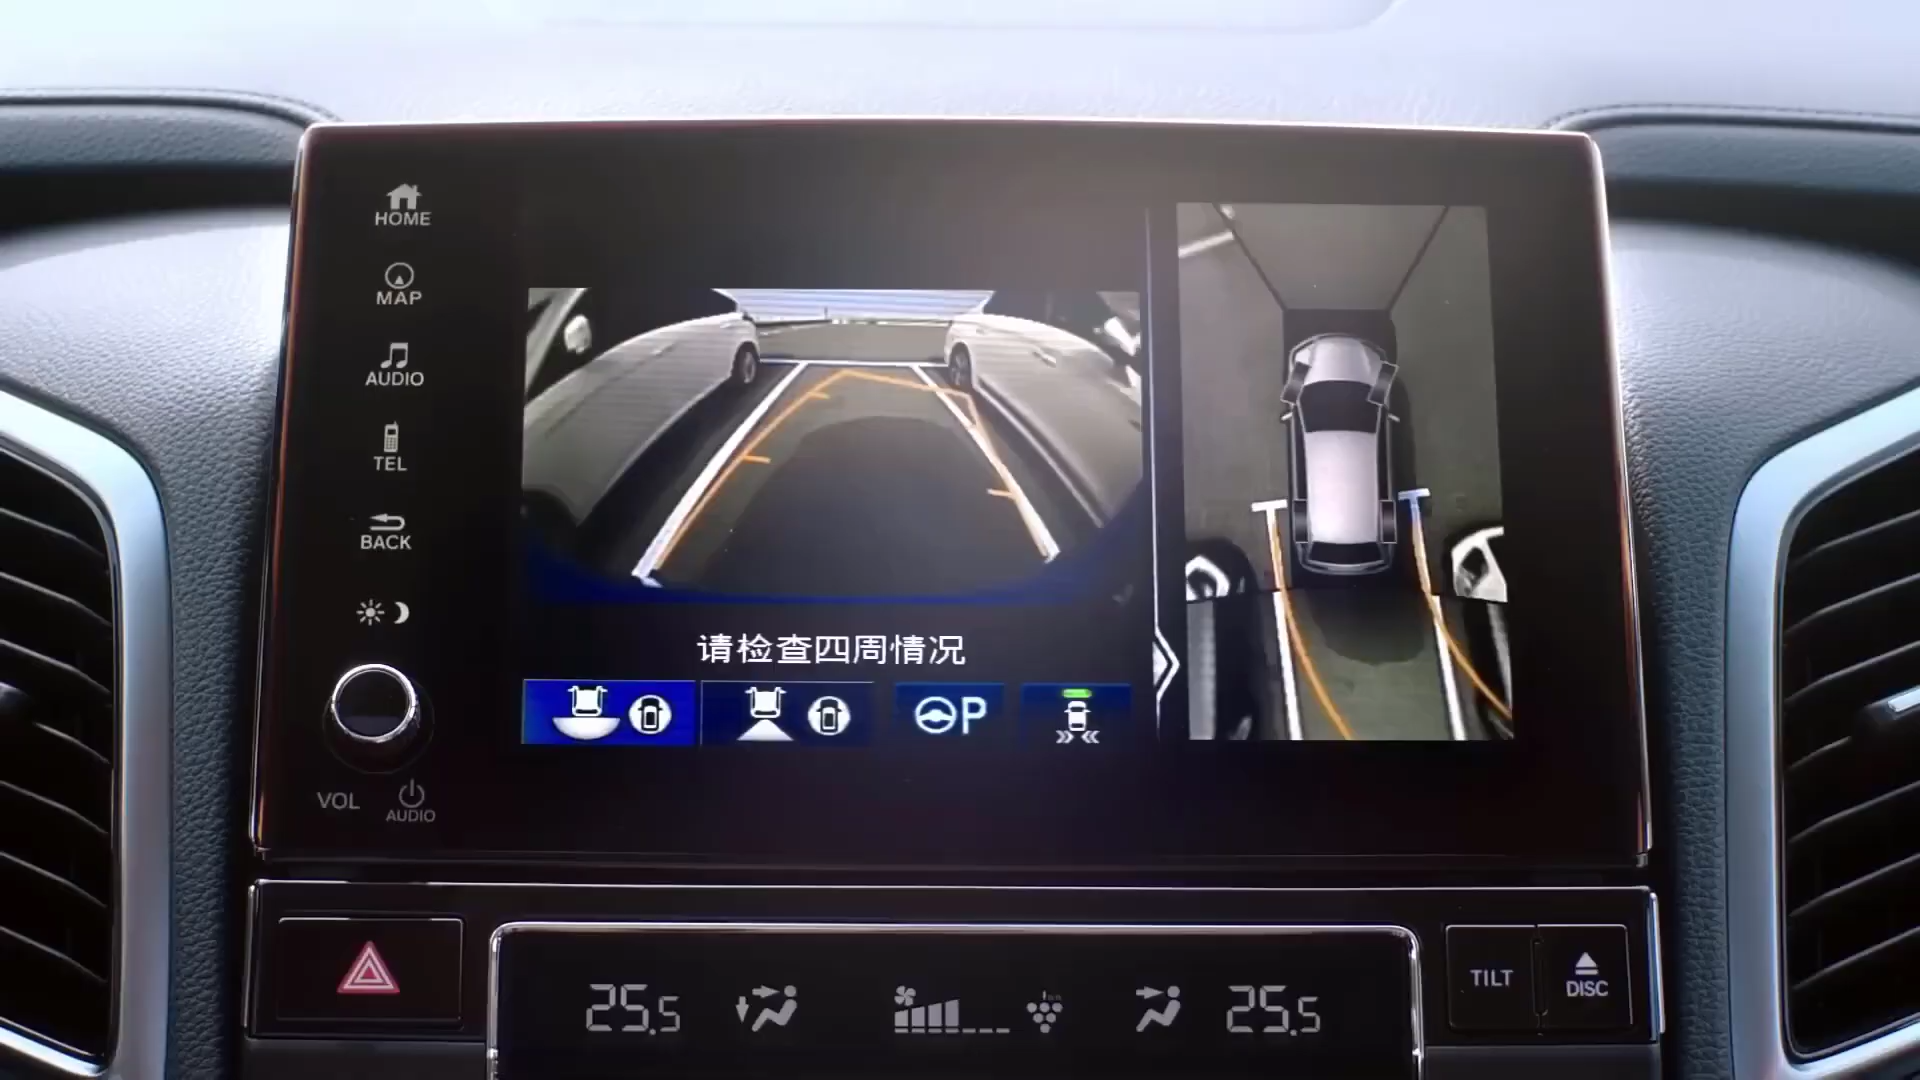 HOME
MAP
AUDIO
TEL
BACK
VOL
AUDIO
请检查四周情况
P
25.5
25.5
TILT
DISC